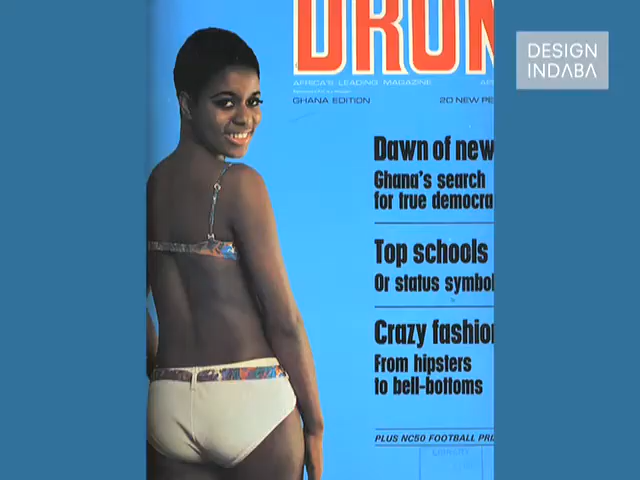 DRUM
DESIGN
INDABA
AFRICA'S LEADING MAGAZINE
GHANA EDITION
20 NEW PE
Dawn of new
Ghana's search
for true democra
Top schools
Or status symbol
Crazy fashion
From hipsters
to bell-bottoms
PLUS NC50 FOOTBALL PRI
LIBRARY